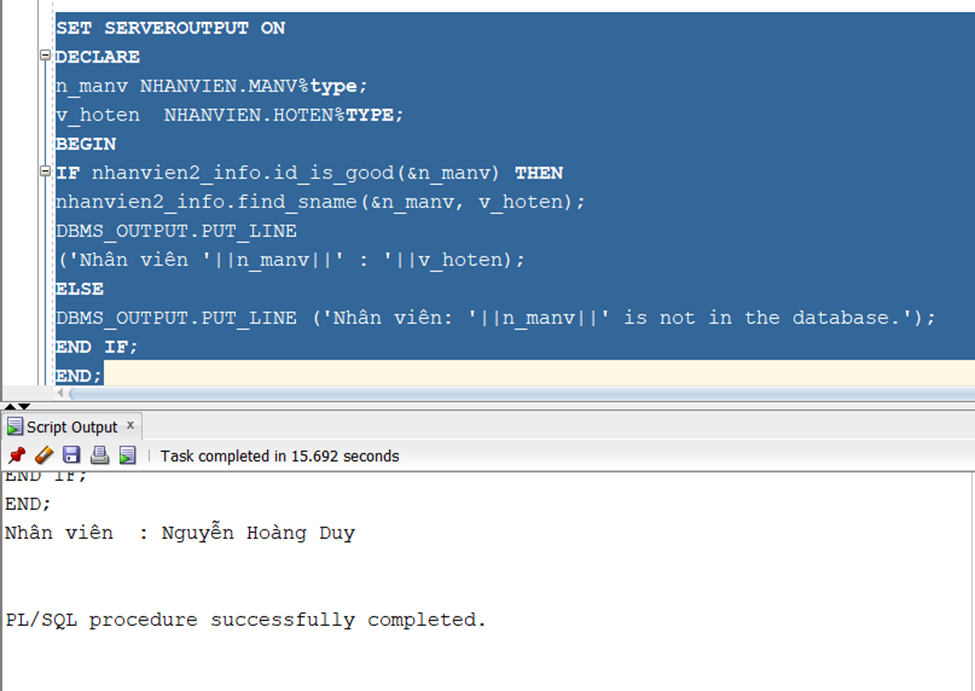 SET SERVEROUTPUT ON
DECLARE
n_manv NHANVIEN.MANV%type;
v_hoten  NHANVIEN.HOTEN%TYPE;
BEGIN
IF nhanvien2_info.id_is_good(&n_manv) THEN
nhanvien2_info.find_sname(&n_manv, v_hoten);
DBMS_OUTPUT.PUT_LINE
('Nhân viên '||n_manv||' : '||v_hoten);
ELSE
DBMS_OUTPUT.PUT_LINE ('Nhân viên: '||n_manv||' is not in the database.');
END IF;
END;
Script Output x
Task completed in 15.692 seconds
END IF;
END;
Nhân viên  : Nguyễn Hoàng Duy
PL/SQL procedure successfully completed.